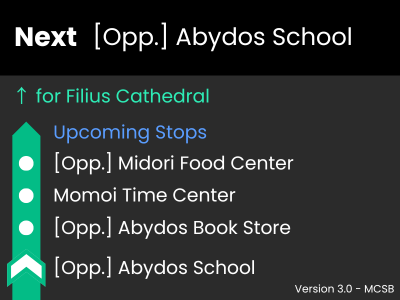 Next [Opp.] Abydos School
↑ for Filius Cathedral
Upcoming Stops
[Opp.] Midori Food Center
Momoi Time Center
[Opp.] Abydos Book Store
[Opp.] Abydos School
Version 3.0 - MCSB